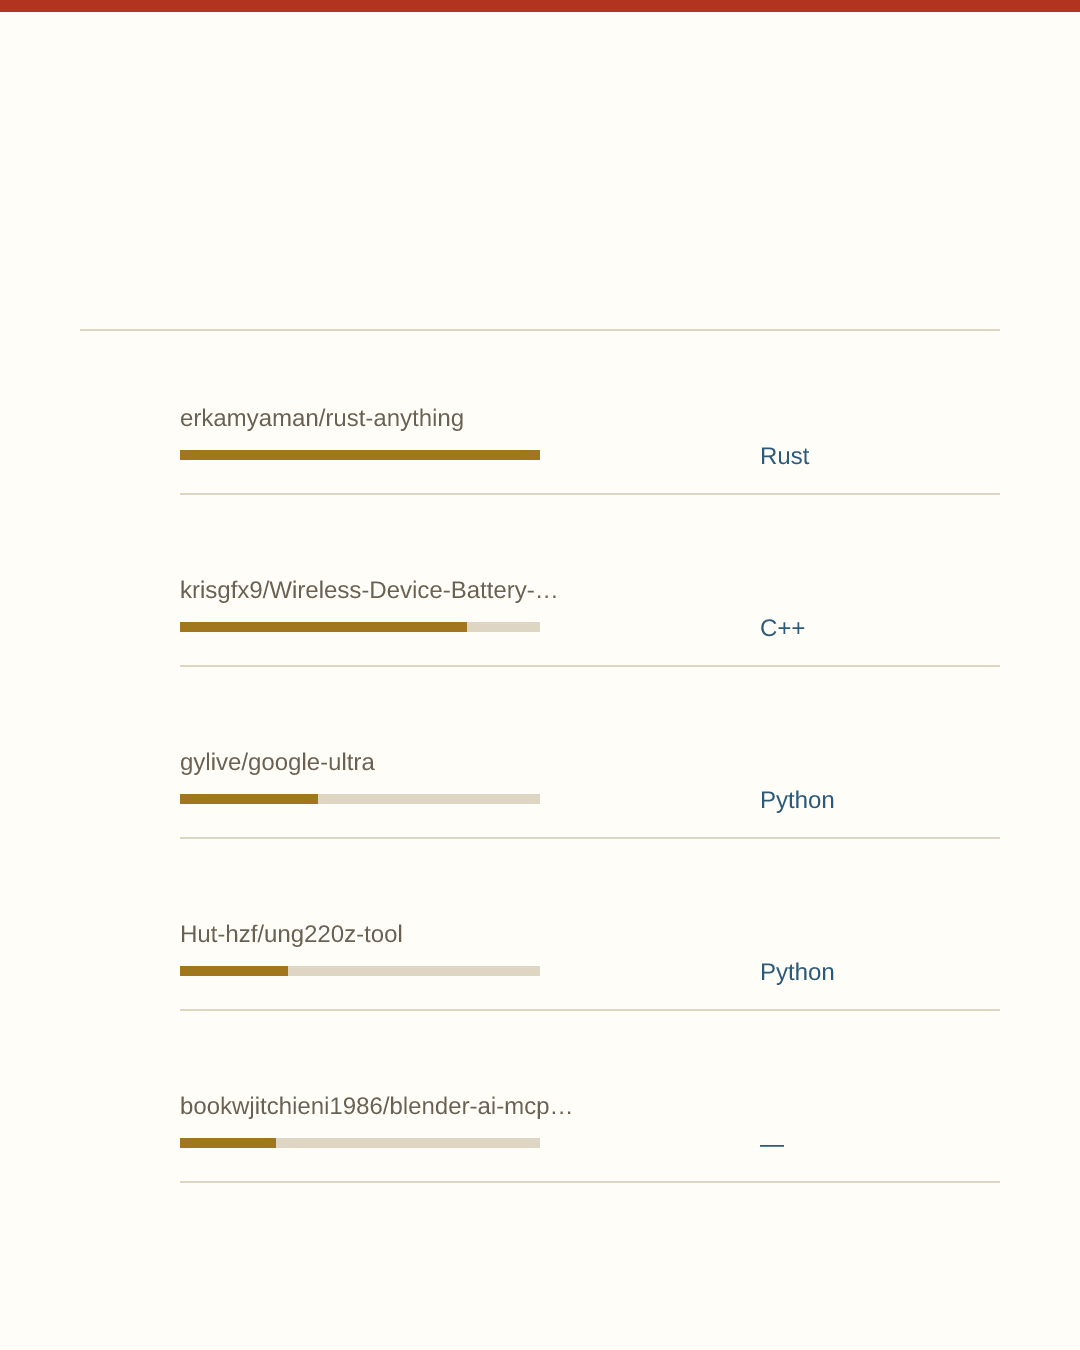 erkamyaman/rust-anything
Rust
krisgfx9/Wireless-Device-Battery-…
C++
gylive/google-ultra
Python
Hut-hzf/ung220z-tool
Python
bookwjitchieni1986/blender-ai-mcp…
—